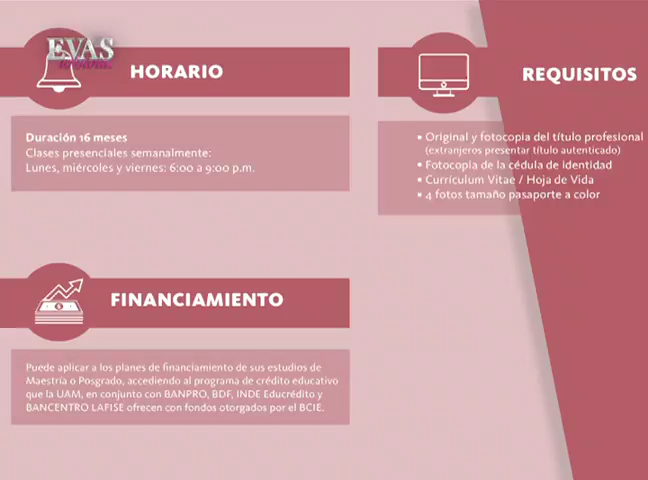 EVAS
HORARIO
Duración 16 meses
Clases presenciales semanalmente:
Lunes, miércoles y viernes: 6:00 a 9:00 p.m.
REQUISITOS
• Original y fotocopia del título profesional
(extranjeros presentar título autenticado)
• Fotocopia de la cédula de identidad
• Currículum Vitae / Hoja de Vida
• 4 fotos tamaño pasaporte a color
FINANCIAMIENTO
Puede aplicar a los planes de financiamiento de sus estudios de
Maestría o Posgrado, accediendo al programa de crédito educativo
que la UAM, en conjunto con BANPRO, BDF, INDE Educrédito y
BANCENTRO LAFISE ofrecen con fondos otorgados por el BCIE.